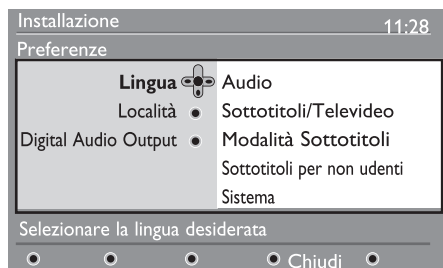 Installazione 11:28
Preferenze
Lingua Audio
Località Sottotitoli/Televideo
Digital Audio Output Modalità Sottotitoli
Sottotitoli per non udenti
Sistema
Selezionare la lingua desiderata
Chiudi